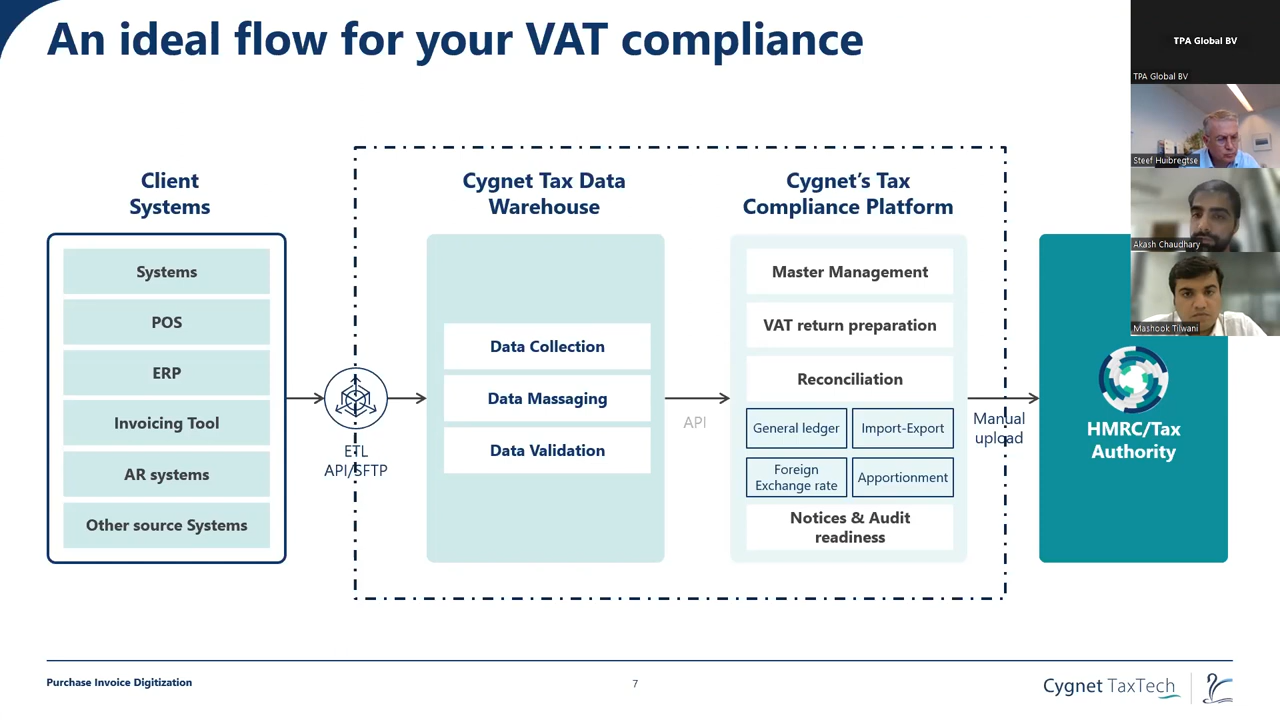 An ideal flow for your VAT compliance
TPA Global BV
TPA Global BV
Steef Huibregtse
Akash Chaudhary
Mashook Tilwani
Client
Systems
Systems
POS
ERP
Invoicing Tool
AR systems
Other source Systems
ETL
API/SFTP
Cygnet Tax Data
Warehouse
Data Collection
Data Massaging
Data Validation
API
Cygnet’s Tax
Compliance Platform
Master Management
VAT return preparation
Reconciliation
General ledger
Import-Export
Foreign
Exchange rate
Apportionment
Notices & Audit
readiness
Manual
upload
HMRC/Tax
Authority
Purchase Invoice Digitization
7
Cygnet TaxTech